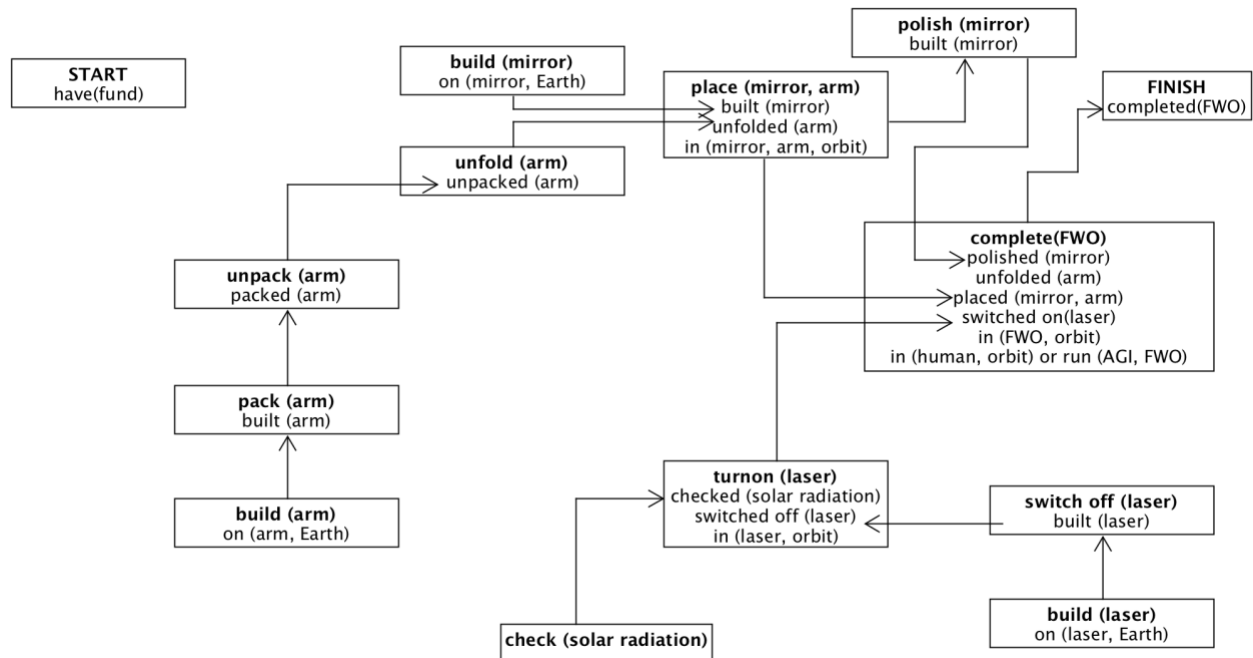 START
have(fund)
build (mirror)
on (mirror, Earth)
unfold (arm)
unpacked (arm)
place (mirror, arm)
built (mirror)
unfolded (arm)
in (mirror, arm, orbit)
polish (mirror)
built (mirror)
FINISH
completed(FWO)
unpack (arm)
packed (arm)
complete(FWO)
polished (mirror)
unfolded (arm)
placed (mirror, arm)
switched on(laser)
in (FWO, orbit)
in (human, orbit) or run (AGI, FWO)
pack (arm)
built (arm)
build (arm)
on (arm, Earth)
turnon (laser)
checked (solar radiation)
switched off (laser)
in (laser, orbit)
switch off (laser)
built (laser)
build (laser)
on (laser, Earth)
check (solar radiation)